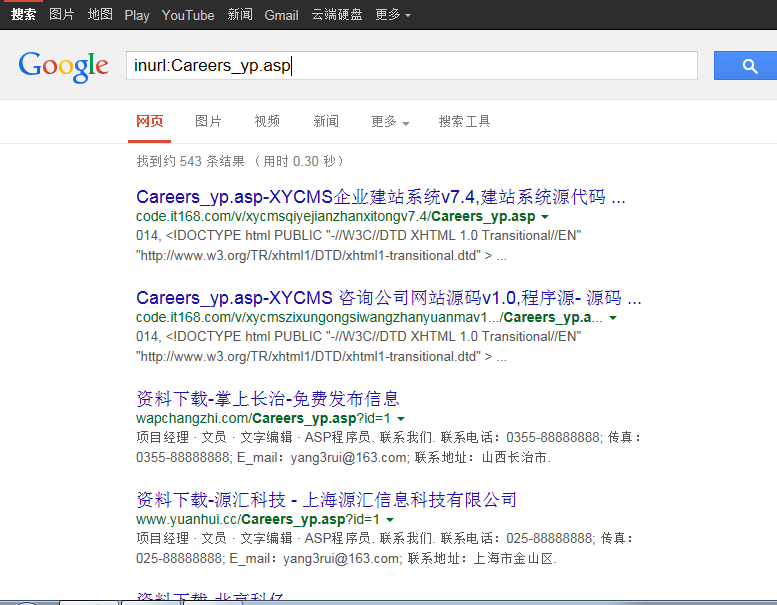 搜索 图片 地图 Play YouTube 新闻 Gmail 云端硬盘 更多
Google inurl:Careers_yp.asp
网页 图片 视频 新闻 更多 搜索工具
找到约 543 条结果 （用时 0.30 秒）
Careers_yp.asp-XYCMS企业建站系统v7.4,建站系统源代码 ...
code.it168.com/v/xycmsqiyejianzhanxitongv7.4/Careers_yp.asp
014, <!DOCTYPE html PUBLIC "-//W3C//DTD XHTML 1.0 Transitional//EN"
"http://www.w3.org/TR/xhtml1/DTD/xhtml1-transitional.dtd" > ...
Careers_yp.asp-XYCMS 咨询公司网站源码v1.0,程序源- 源码 ...
code.it168.com/v/xycmszixungongsiwangzhanyuanmav1.../Careers_yp.a...
014, <!DOCTYPE html PUBLIC "-//W3C//DTD XHTML 1.0 Transitional//EN"
"http://www.w3.org/TR/xhtml1/DTD/xhtml1-transitional.dtd" > ...
资料下载-掌上长治-免费发布信息
wapchangzhi.com/Careers_yp.asp?id=1
项目经理 · 文员 · 文字编辑 · ASP程序员. 联系我们. 联系电话：0355-88888888; 传真：
0355-88888888; E_mail：yang3rui@163.com; 联系地址：山西长治市.
资料下载-源汇科技 - 上海源汇信息科技有限公司
www.yuanhui.cc/Careers_yp.asp?id=1
项目经理 · 文员 · 文字编辑 · ASP程序员. 联系我们. 联系电话：025-88888888; 传真：
025-88888888; E_mail：yang3rui@163.com; 联系地址：上海市金山区.
资料下载-北京科亿